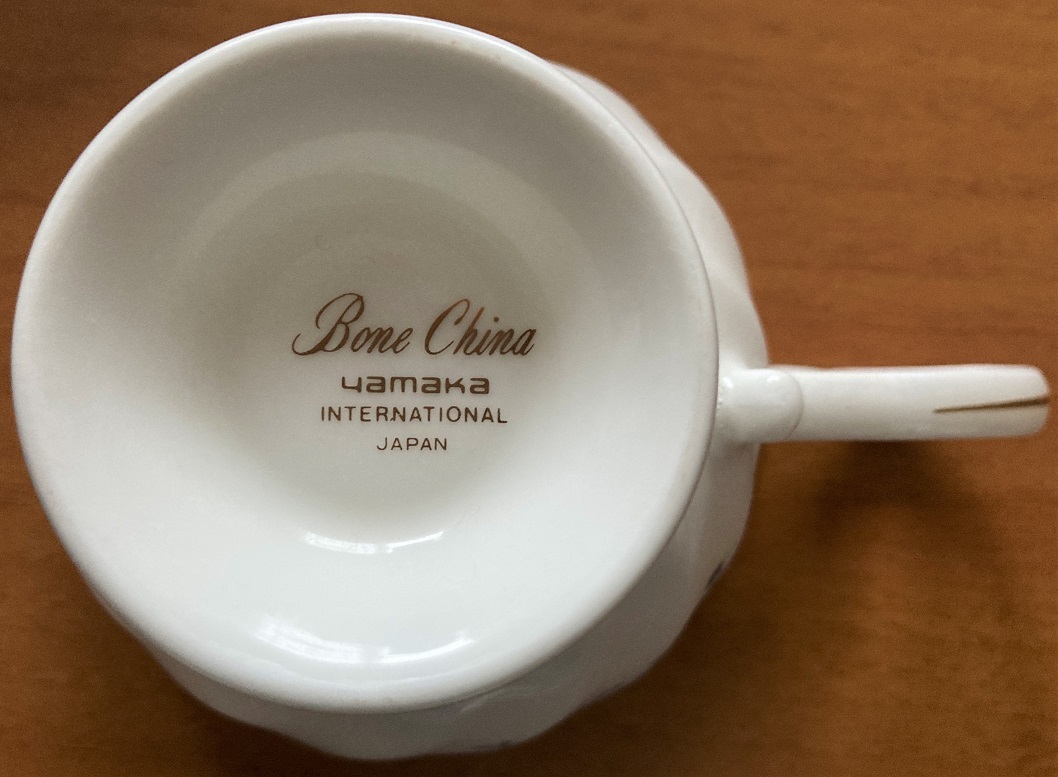 Bone China
yamaka
INTERNATIONAL
JAPAN